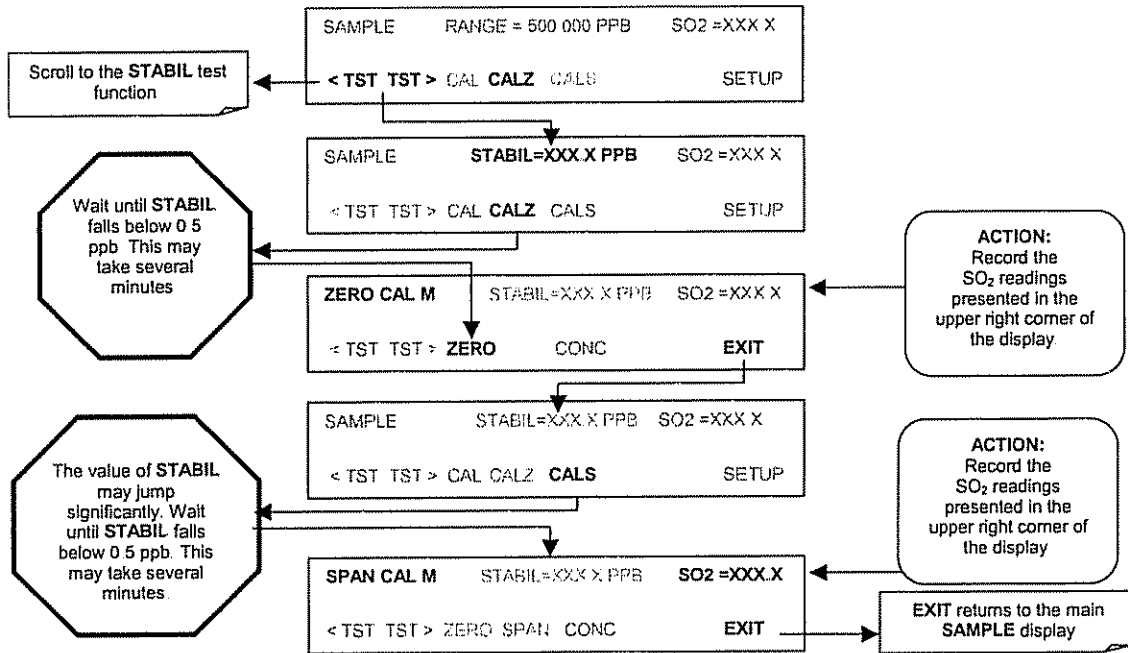 SAMPLE RANGE = 500 000 PPB SO2 =XXX X
< TST TST > CAL CALZ CALS SETUP
Scroll to the STABIL test
function
SAMPLE STABIL=XXX.X PPB SO2 =XXX X
< TST TST > CAL CALZ CALS SETUP
Wait until STABIL
falls below 0 5
ppb This may
take several
minutes
ZERO CAL M STABIL=XXX X PPB SO2 =XXX X
< TST TST > ZERO CONC EXIT
ACTION:
Record the
SO2 readings
presented in the
upper right corner of
the display
SAMPLE STABIL=XXX X PPB SO2 =XXX X
< TST TST > CAL CALZ CALS SETUP
The value of STABIL
may jump
significantly. Wait
until STABIL falls
below 0.5 ppb. This
may take several
minutes
ACTION:
Record the
SO2 readings
presented in the
upper right corner of
the display
SPAN CAL M STABIL=XXX X PPB SO2 =XXX.X
< TST TST > ZERO SPAN CONC EXIT
EXIT returns to the main
SAMPLE display